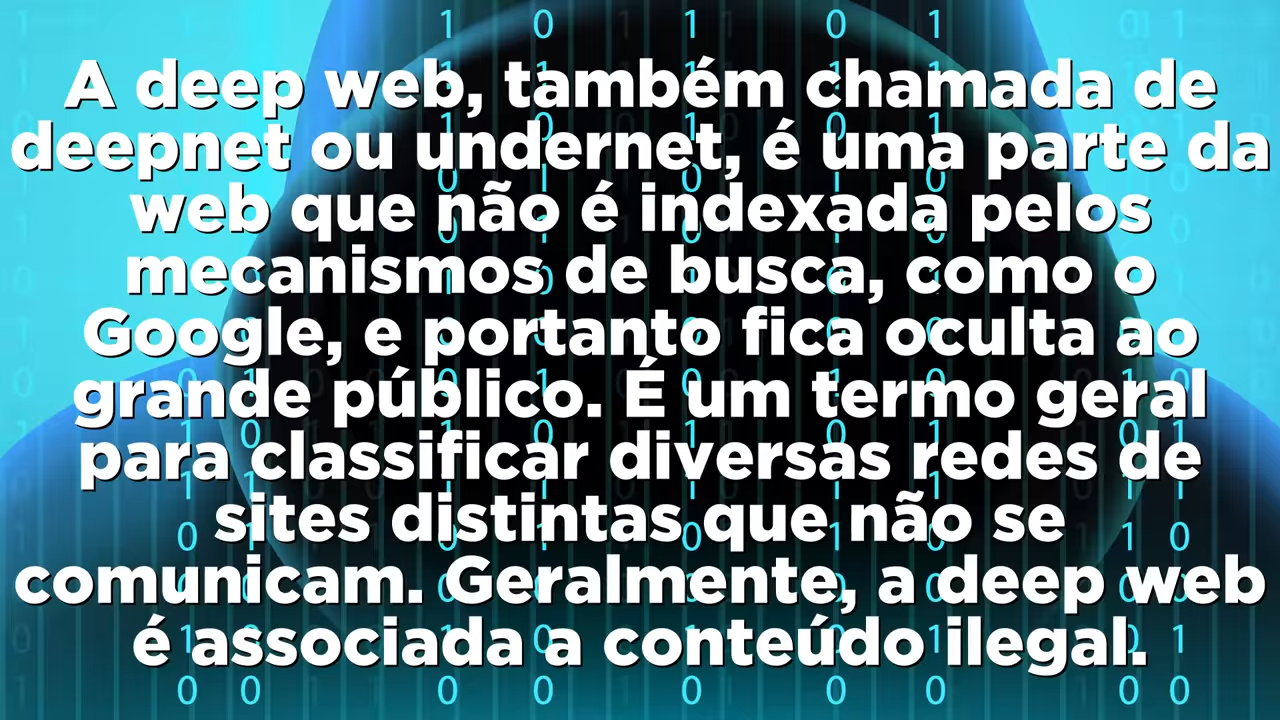 A deep web, também chamada de
deepnet ou undernet, é uma parte da
web que não é indexada pelos
mecanismos de busca, como o
Google, e portanto fica oculta ao
grande público. É um termo geral
para classificar diversas redes de
sites distintas que não se
comunicam. Geralmente, a deep web
é associada a conteúdo ilegal.